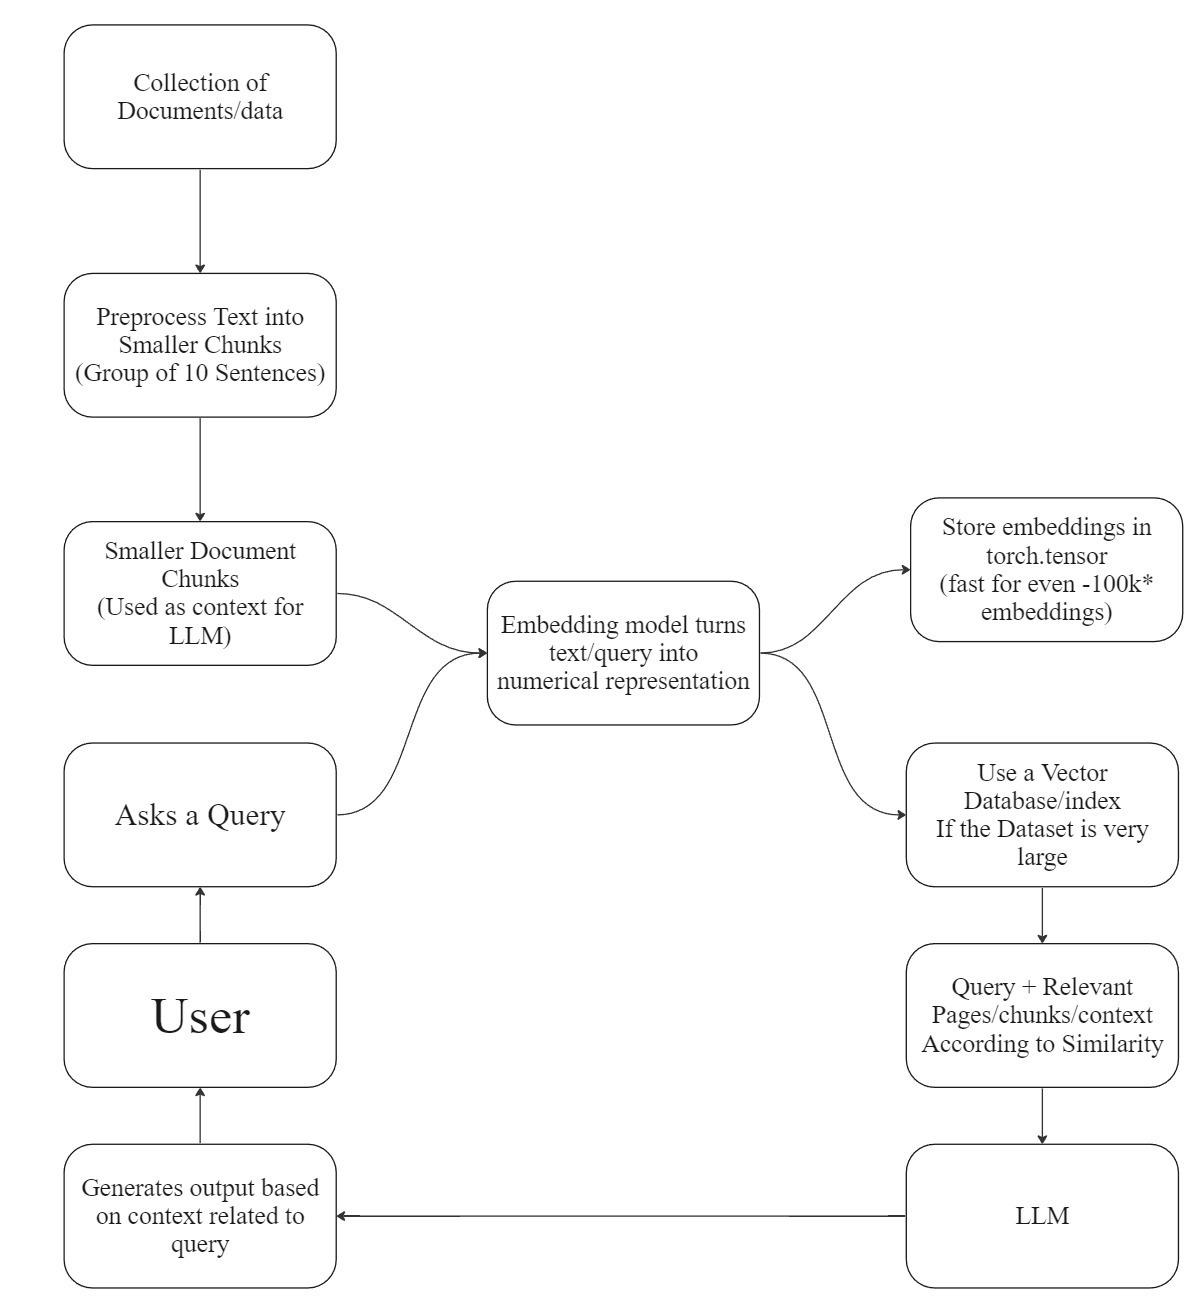 Collection of
Documents/data
Preprocess Text into
Smaller Chunks
(Group of 10 Sentences)
Smaller Document
Chunks
(Used as context for
LLM)
Embedding model turns
text/query into
numerical representation
Store embeddings in
torch.tensor
(fast for even -100k*
embeddings)
Asks a Query
Use a Vector
Database/index
If the Dataset is very
large
User
Query + Relevant
Pages/chunks/context
According to Similarity
Generates output based
on context related to
query
LLM